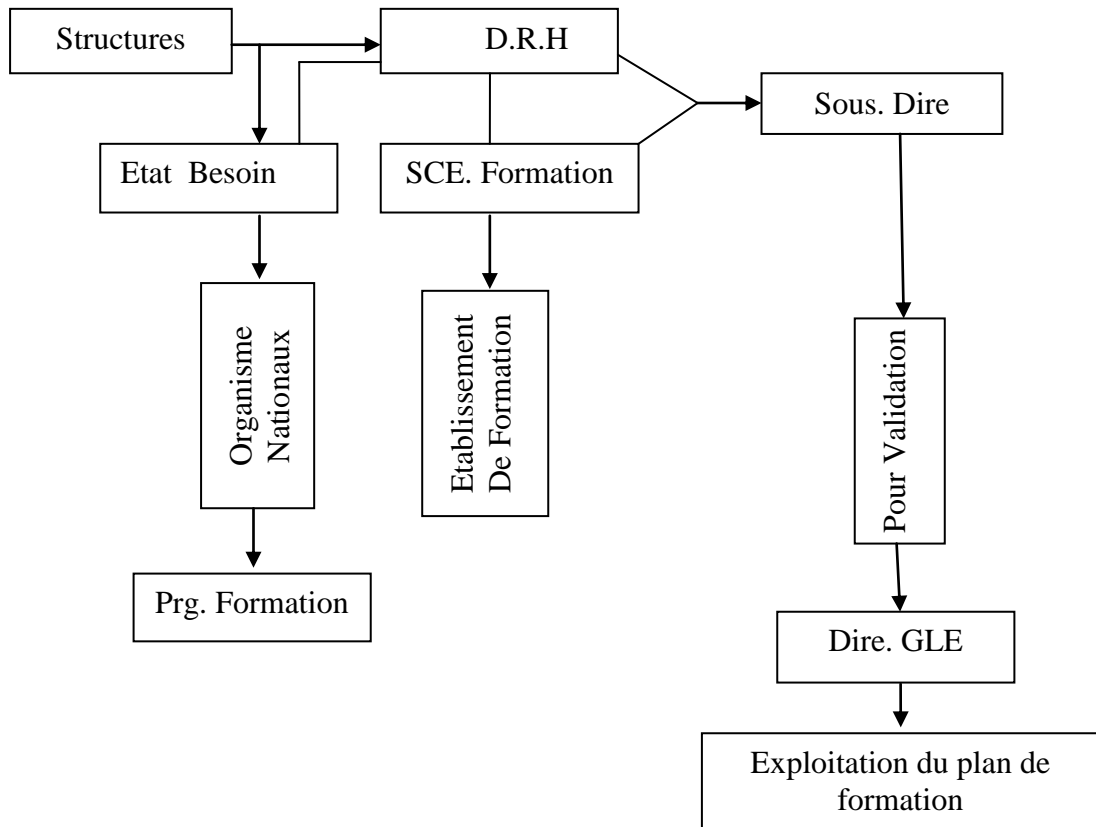 Structures
D.R.H
Sous. Dire
Etat Besoin
SCE. Formation
Organisme
Nationaux
Etablissement
De Formation
Pour Validation
Prg. Formation
Dire. GLE
Exploitation du plan de
formation